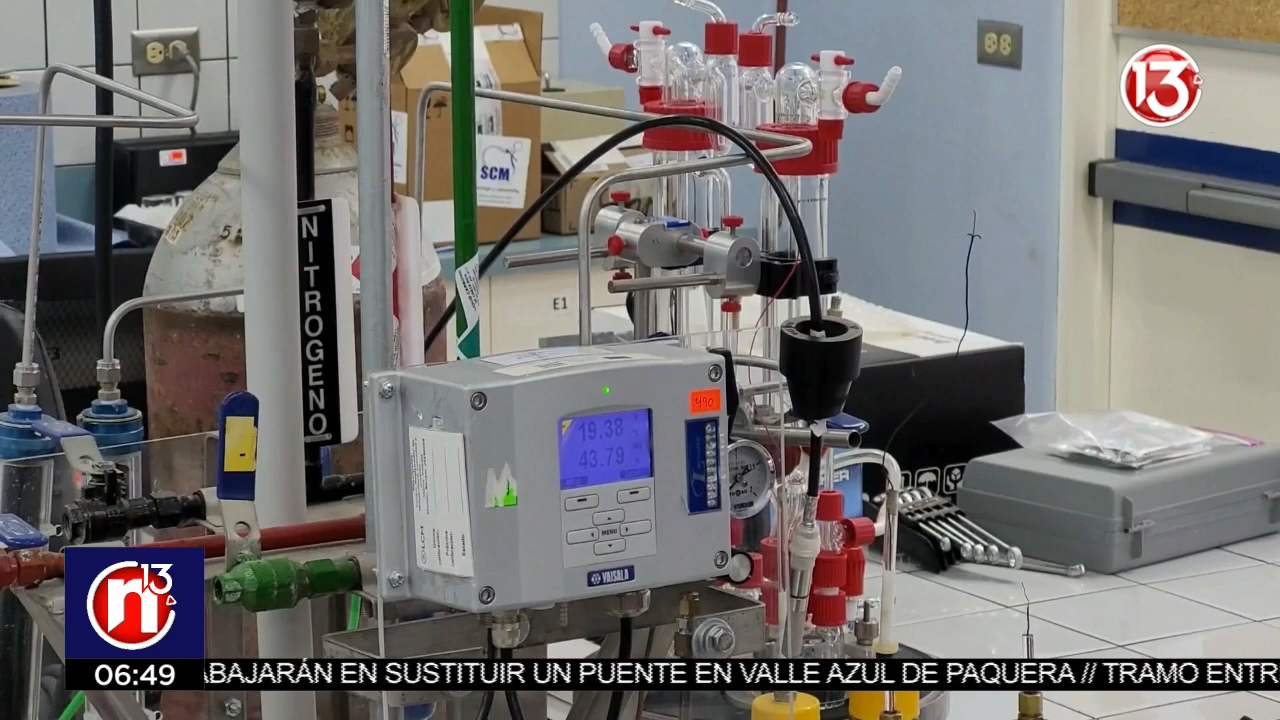 13
SCM
NITROGENO
E1
490
19.38
43.79
MENU
VAISALA
n13
06:49
ABAJARÁN EN SUSTITUIR UN PUENTE EN VALLE AZUL DE PAQUERA // TRAMO ENTR